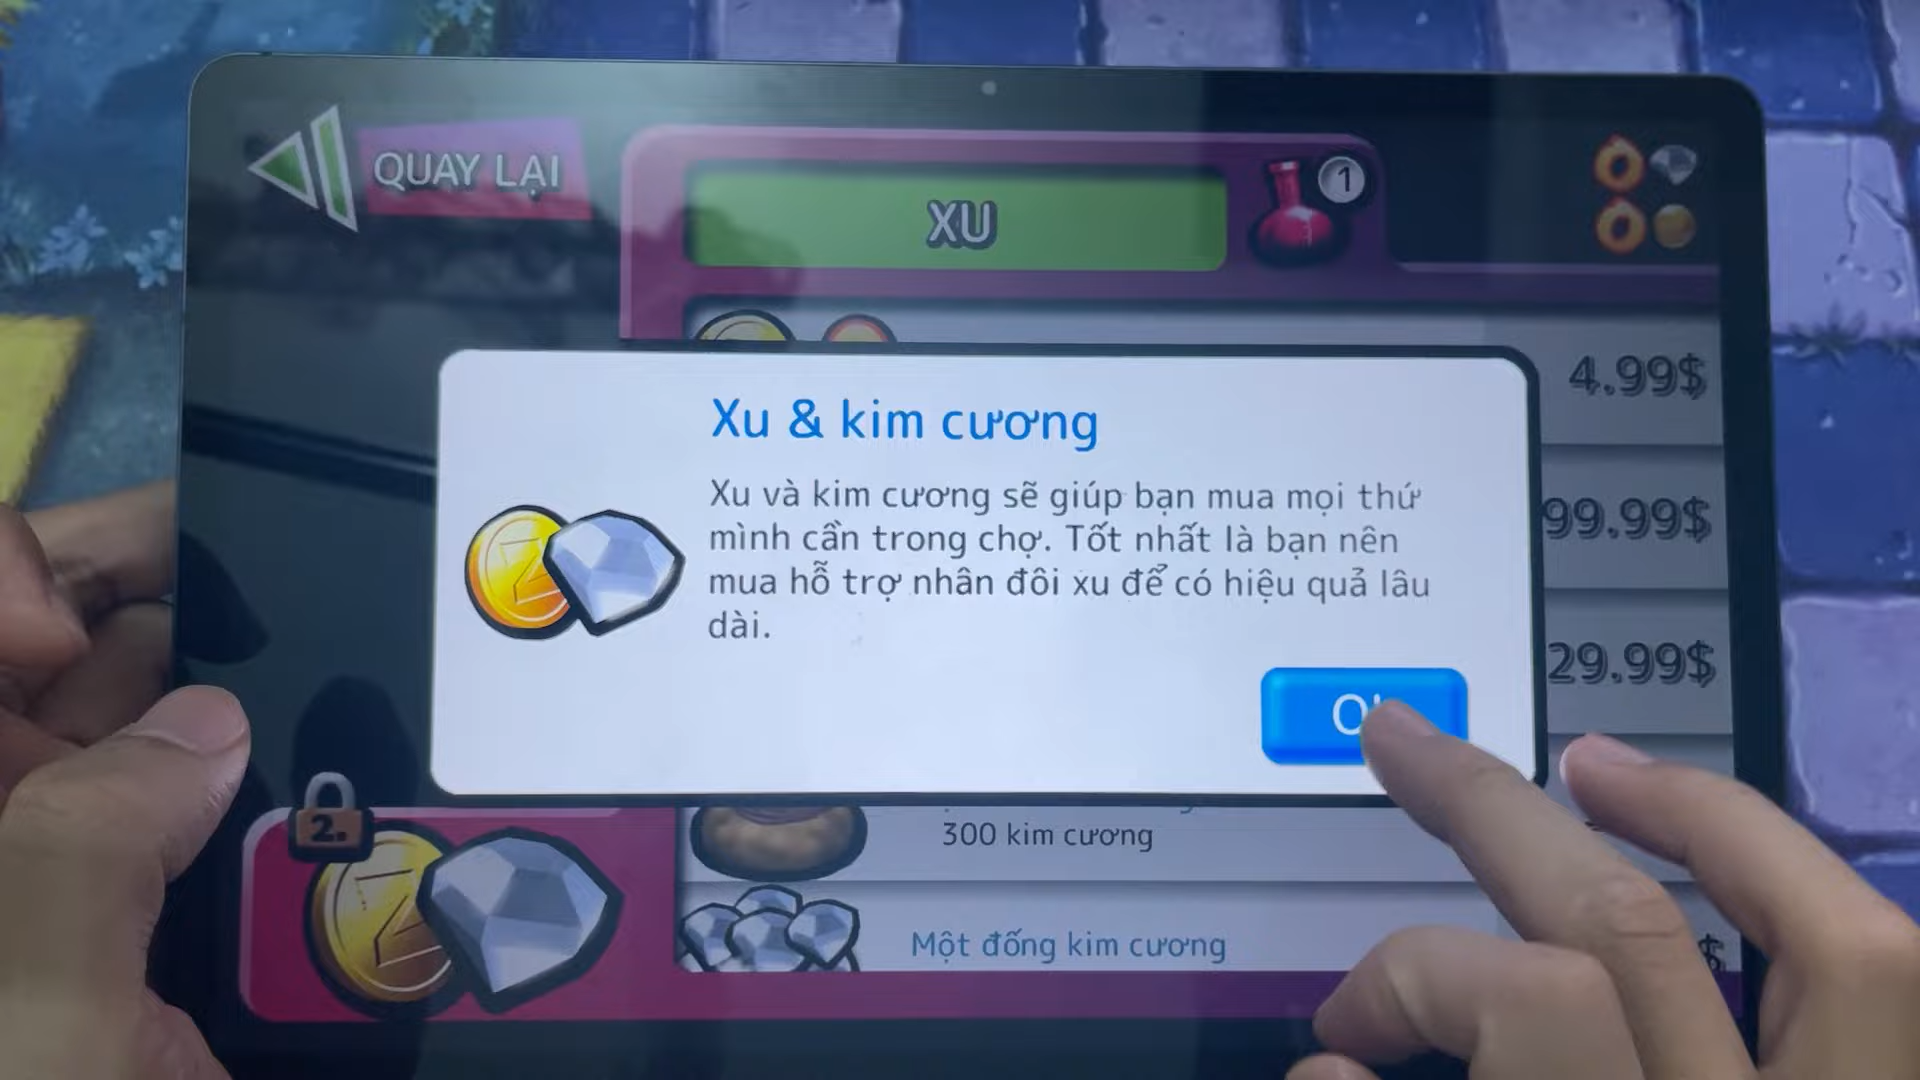 QUAY LẠI
XU
1
4.99$
Xu & kim cương
Xu và kim cương sẽ giúp bạn mua mọi thứ
mình cần trong chợ. Tốt nhất là bạn nên
mua hỗ trợ nhân đôi xu để có hiệu quả lâu
dài.
99.99$
29.99$
2.
300 kim cương
Một đống kim cương
$